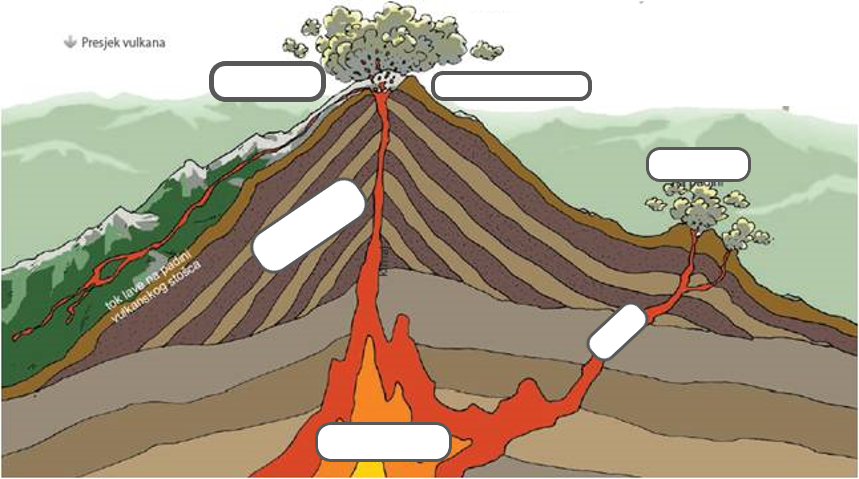 Presjek vulkana
tok lave na padini
vulkanskog stošca